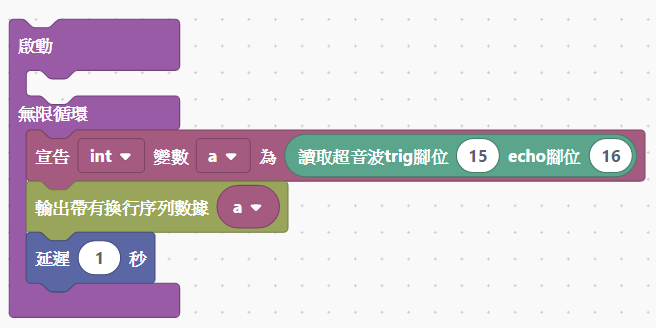 啟動
無限循環
宣告 int 變數 a 為 讀取超音波trig腳位 15 echo腳位 16
輸出帶有換行序列數據 a
延遲 1 秒